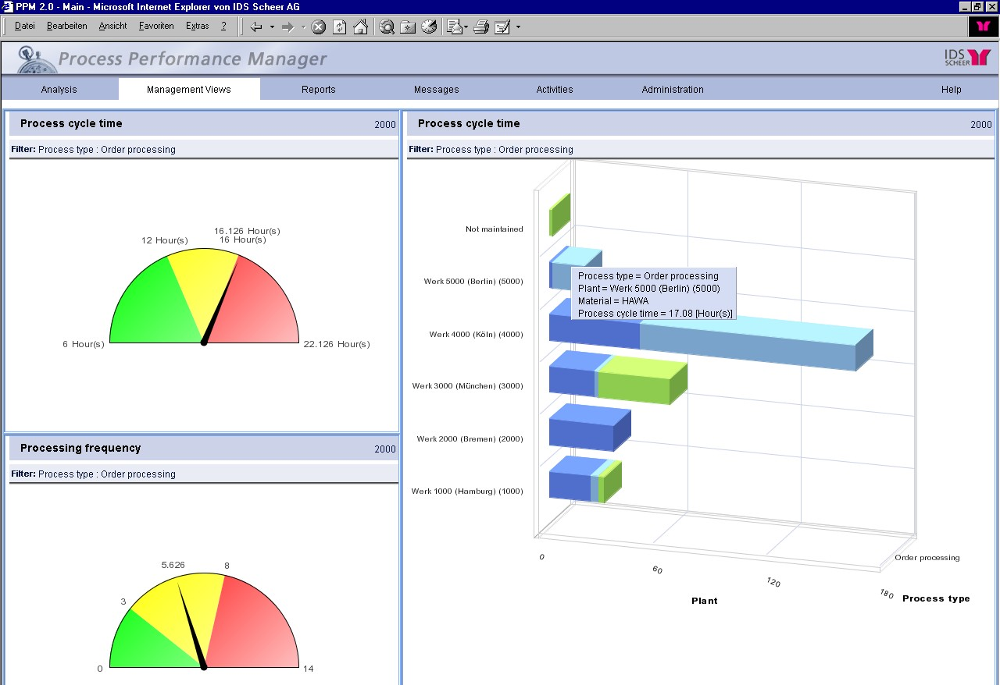 PPM 2.0 - Main - Microsoft Internet Explorer von IDS Scheer AG
Datei Bearbeiten Ansicht Favoriten Extras ?
Process Performance Manager
IDS
SCHEER
Analysis Management Views Reports Messages Activities Administration Help
Process cycle time 2000
Filter: Process type : Order processing
16.126 Hour(s)
12 Hour(s) 16 Hour(s)
6 Hour(s) 22.126 Hour(s)
Processing frequency 2000
Filter: Process type : Order processing
5.626 8
3
0 14
Process cycle time 2000
Filter: Process type : Order processing
Not maintained
Werk 5000 (Berlin) (5000)
Process type = Order processing
Plant = Werk 5000 (Berlin) (5000)
Material = HAWA
Process cycle time = 17.08 [Hour(s)]
Werk 4000 (Köln) (4000)
Werk 3000 (München) (3000)
Werk 2000 (Bremen) (2000)
Werk 1000 (Hamburg) (1000)
0 60 120 180
Order processing
Plant Process type